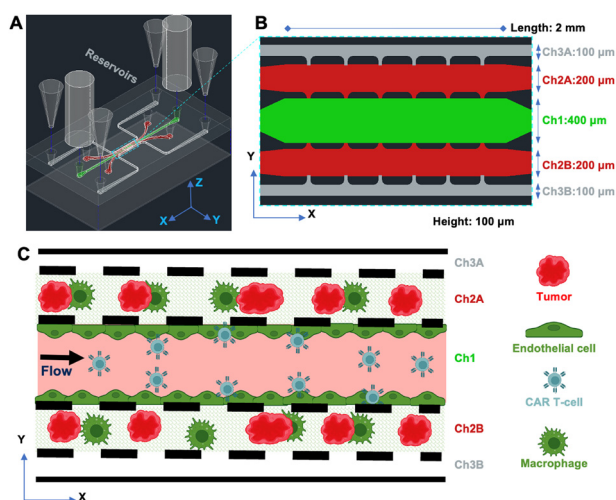 A
Reservoirs
Z
X
Y
B
Length: 2 mm
Ch3A:100 µm
Ch2A:200 µm
Ch1:400 µm
Ch2B:200 µm
Ch3B:100 µm
Y
X
Height: 100 µm
C
Ch3A
Ch2A
Ch1
Ch2B
Ch3B
Flow
Y
X
Tumor
Endothelial cell
CAR T-cell
Macrophage